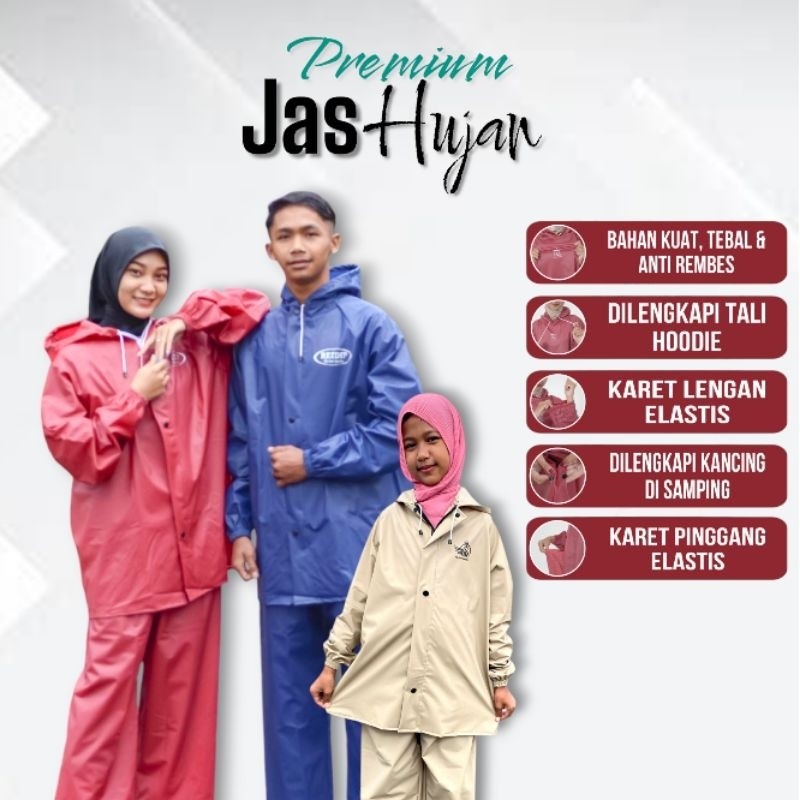 Premium
Jas Hujan
BAHAN KUAT, TEBAL &
ANTI REMBES
DILENGKAPI TALI
HOODIE
KARET LENGAN
ELASTIS
DILENGKAPI KANCING
DI SAMPING
KARET PINGGANG
ELASTIS